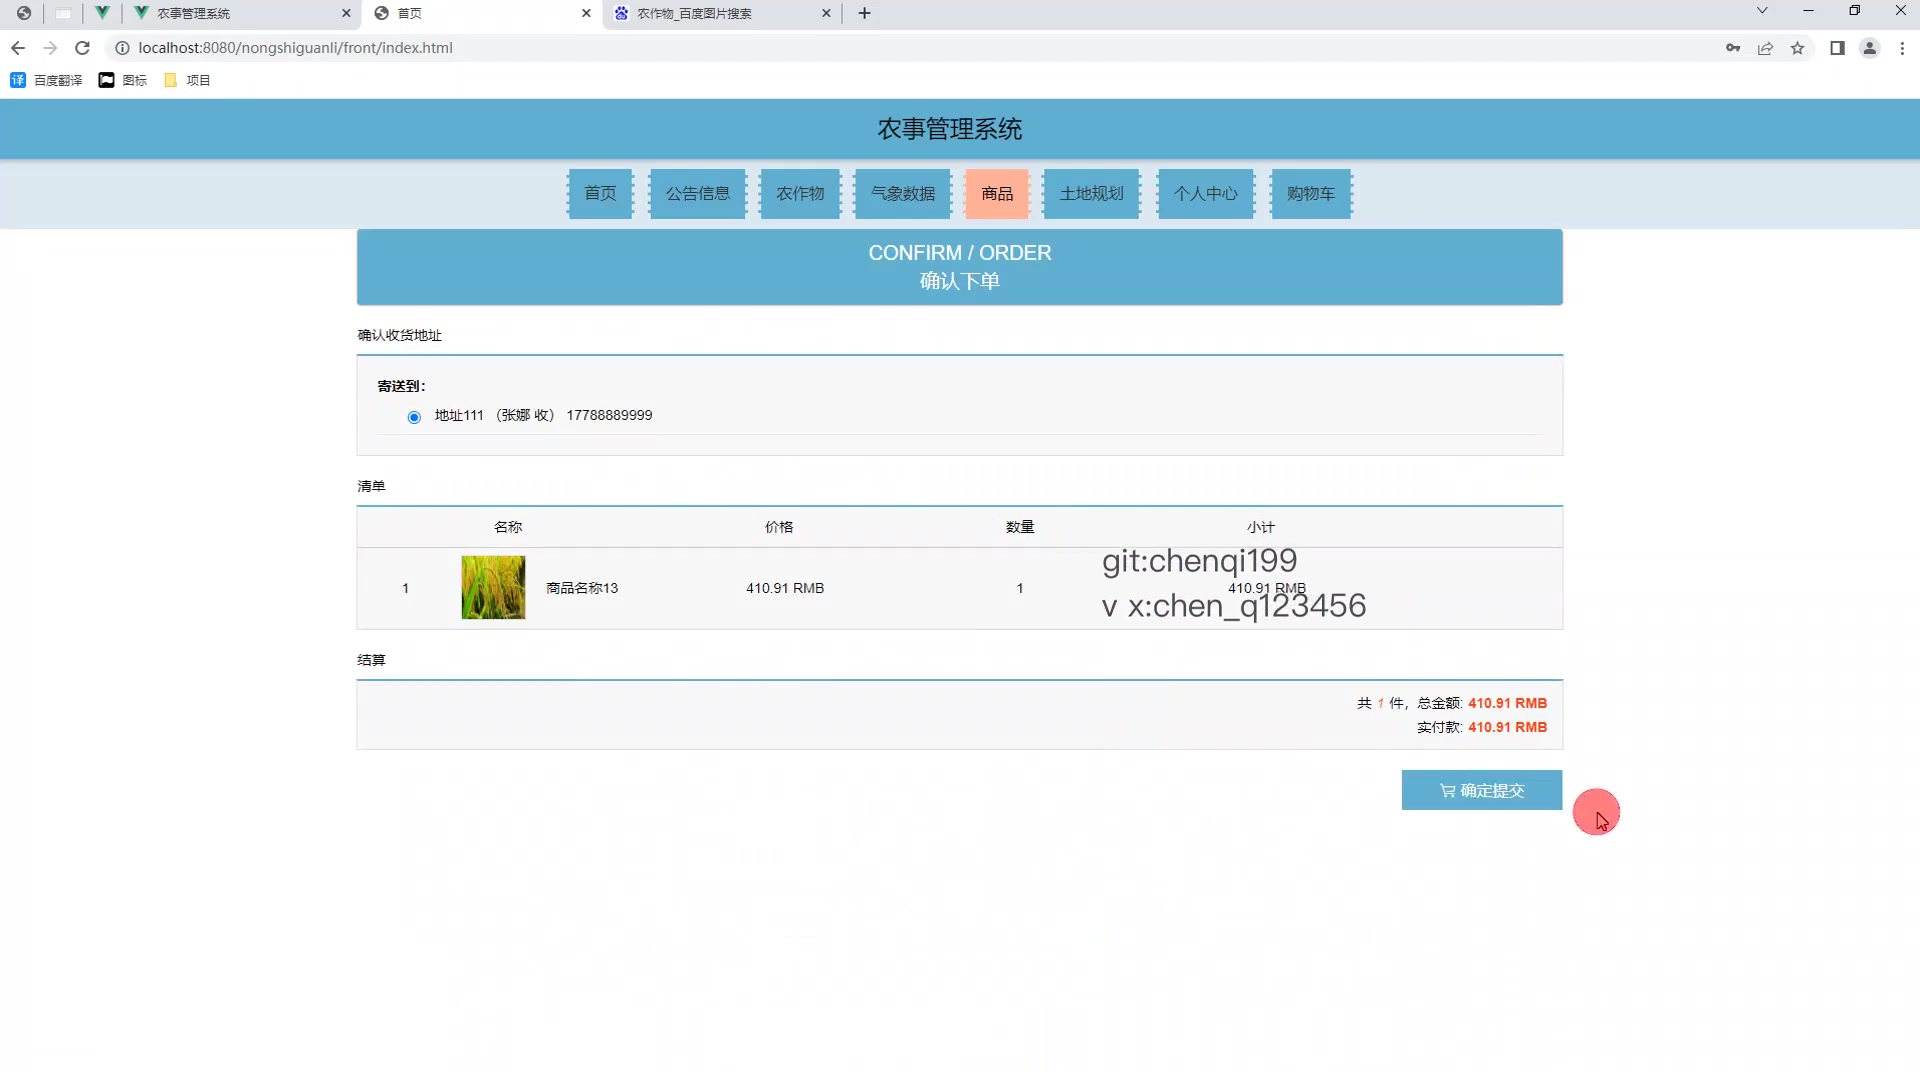 农事管理系统
首页
农作物_百度图片搜索
localhost:8080/nongshiguanli/front/index.html
译 百度翻译
图标
项目
农事管理系统
首页
公告信息
农作物
气象数据
商品
土地规划
个人中心
购物车
CONFIRM / ORDER
确认下单
确认收货地址
寄送到：
地址111 （张娜 收） 17788889999
清单
名称 价格 数量 小计
1 商品名称13 410.91 RMB 1 410.91 RMB
git:chenqi199
v x:chen_q123456
结算
共 1 件，总金额: 410.91 RMB
实付款: 410.91 RMB
确定提交